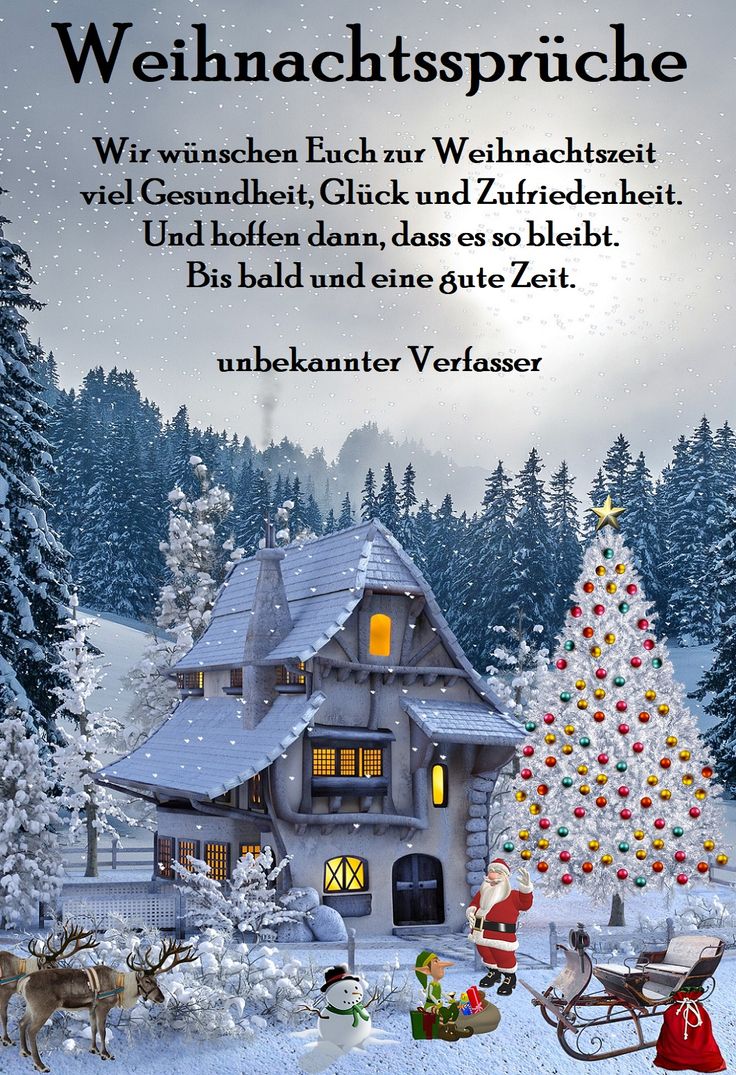 Weihnachtssprüche
Wir wünschen Euch zur Weihnachtszeit
viel Gesundheit, Glück und Zufriedenheit.
Und hoffen dann, dass es so bleibt.
Bis bald und eine gute Zeit.
unbekannter Verfasser